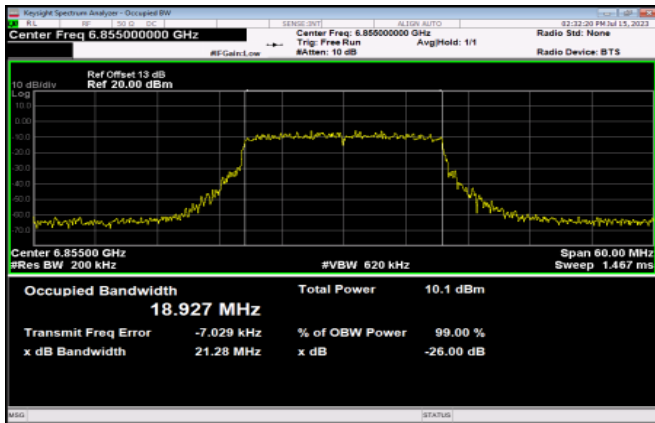 Keysight Spectrum Analyzer - Occupied BW
RL RF 50 Ω DC SENSE:INT ALIGN AUTO 02:32:20 PM Jul 15, 2023
Center Freq 6.855000000 GHz Center Freq: 6.855000000 GHz Radio Std: None
Trig: Free Run Avg|Hold: 1/1
#IFGain:Low #Atten: 10 dB Radio Device: BTS
Ref Offset 13 dB
10 dB/div Ref 20.00 dBm
Log
10.0
0.00
-10.0
-20.0
-30.0
-40.0
-50.0
-60.0
-70.0
Center 6.85500 GHz Span 60.00 MHz
#Res BW 200 kHz #VBW 620 kHz Sweep 1.467 ms
Occupied Bandwidth Total Power 10.1 dBm
18.927 MHz
Transmit Freq Error -7.029 kHz % of OBW Power 99.00 %
x dB Bandwidth 21.28 MHz x dB -26.00 dB
MSG STATUS